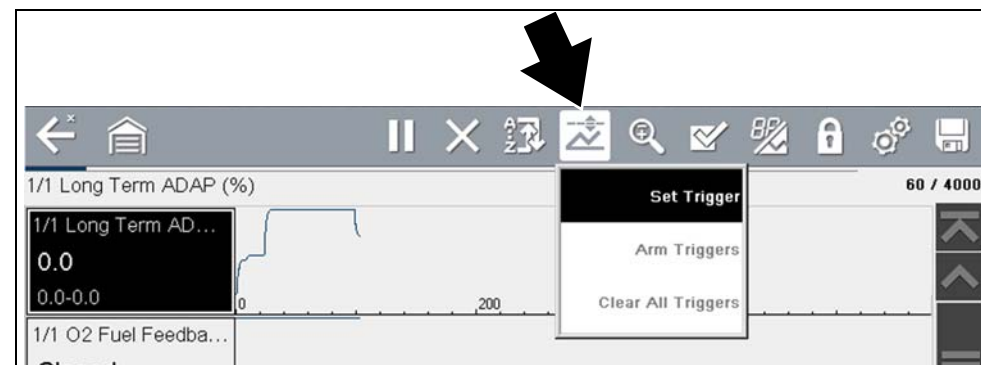 1/1 Long Term ADAP (%)
60 / 4000
Set Trigger
Arm Triggers
Clear All Triggers
1/1 Long Term AD...
0.0
0.0-0.0
0
200
1/1 O2 Fuel Feedba...